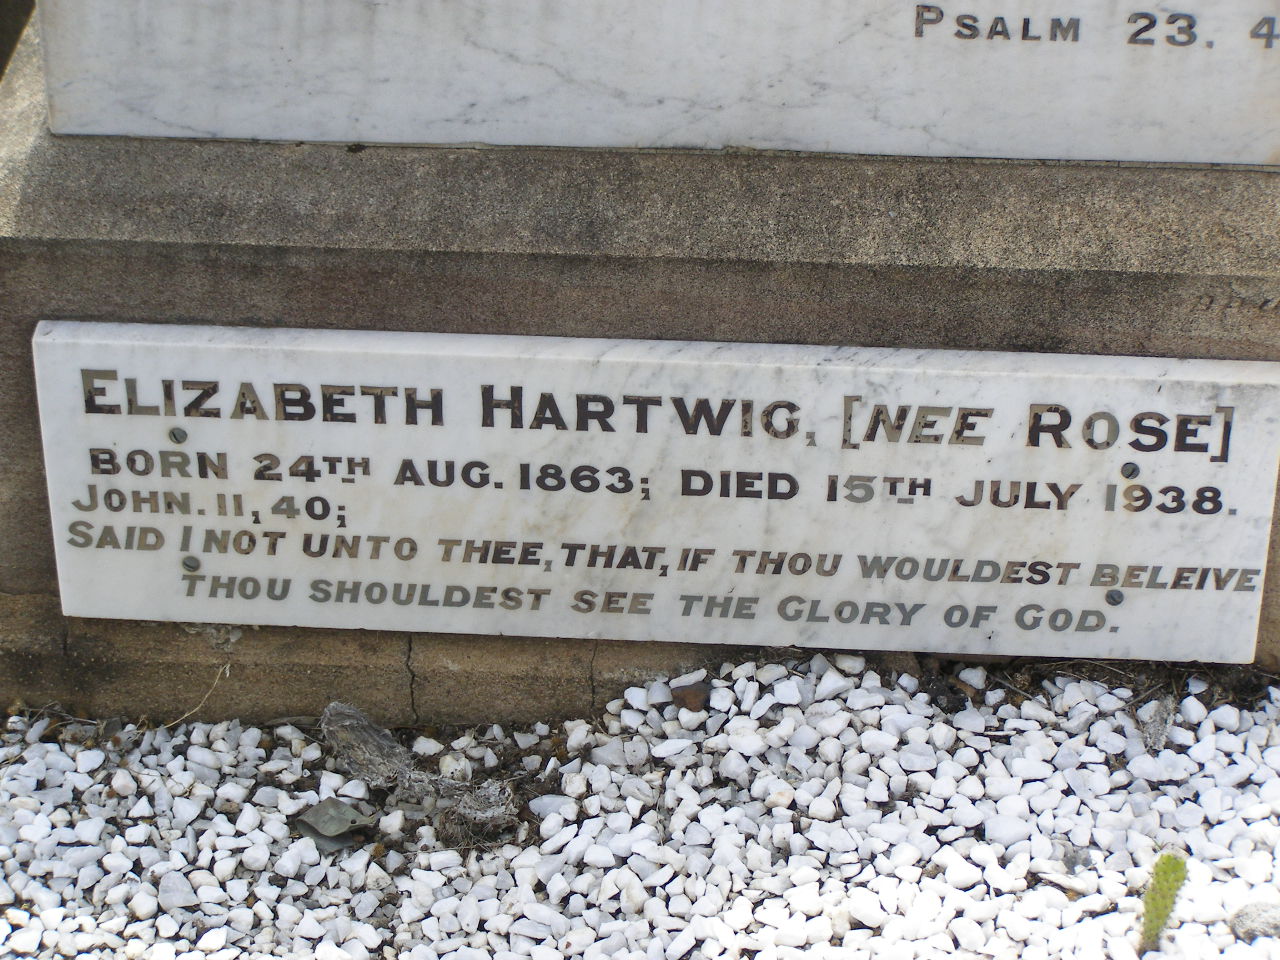 PSALM 23. 4
ELIZABETH HARTWIG, [NEE ROSE]
BORN 24TH AUG. 1863; DIED 15TH JULY 1938.
JOHN. 11, 40;
SAID I NOT UNTO THEE, THAT, IF THOU WOULDEST BELEIVE
THOU SHOULDEST SEE THE GLORY OF GOD.